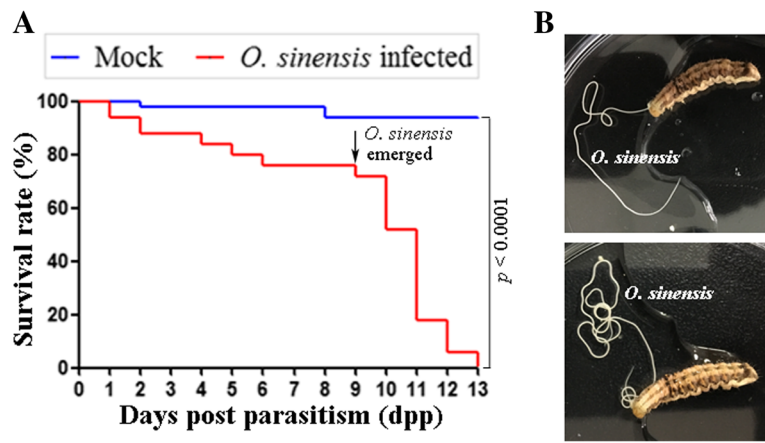 A
B
Mock
O. sinensis infected
Survival rate (%)
100
80
60
40
20
0
O. sinensis
emerged
p < 0.0001
0 1 2 3 4 5 6 7 8 9 10 11 12 13
Days post parasitism (dpp)
O. sinensis
O. sinensis